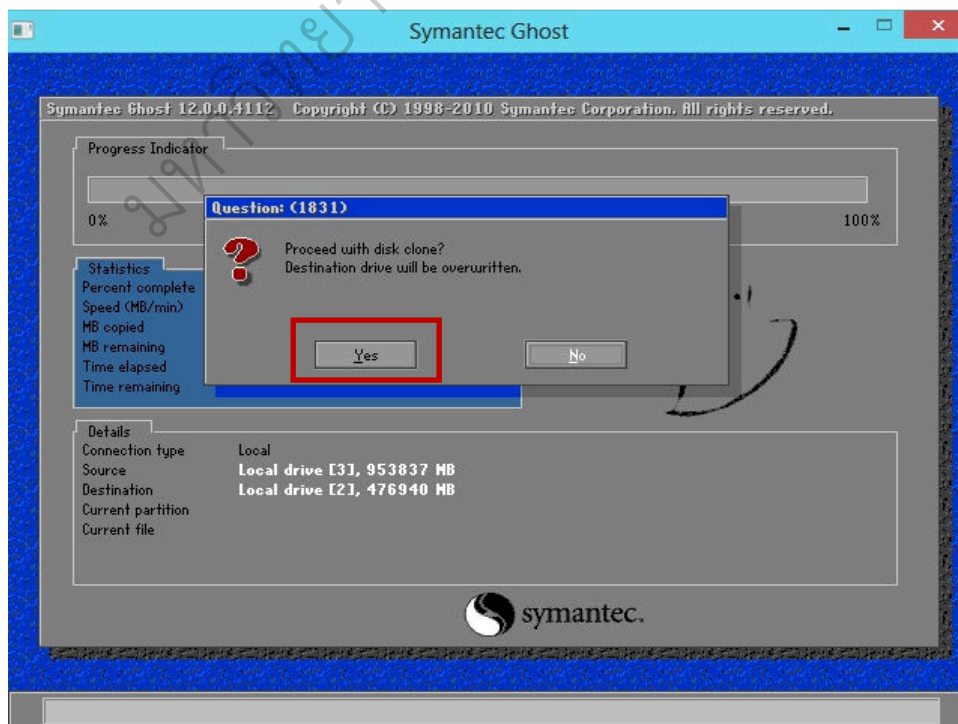 Symantec Ghost
Symantec Ghost 12.0.0.4112 Copyright (C) 1998-2010 Symantec Corporation. All rights reserved.
Progress Indicator
0%
100%
Question: (1831)
Proceed with disk clone?
Destination drive will be overwritten.
Yes
No
Statistics
Percent complete
Speed (MB/min)
MB copied
MB remaining
Time elapsed
Time remaining
Details
Connection type Local
Source Local drive [3], 953837 MB
Destination Local drive [2], 476940 MB
Current partition
Current file
symantec.